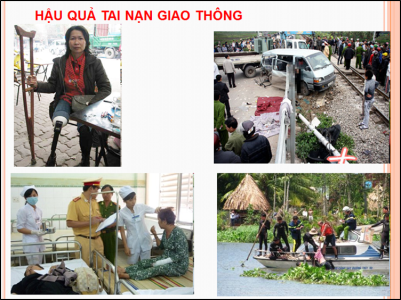 HẬU QUẢ TAI NẠN GIAO THÔNG